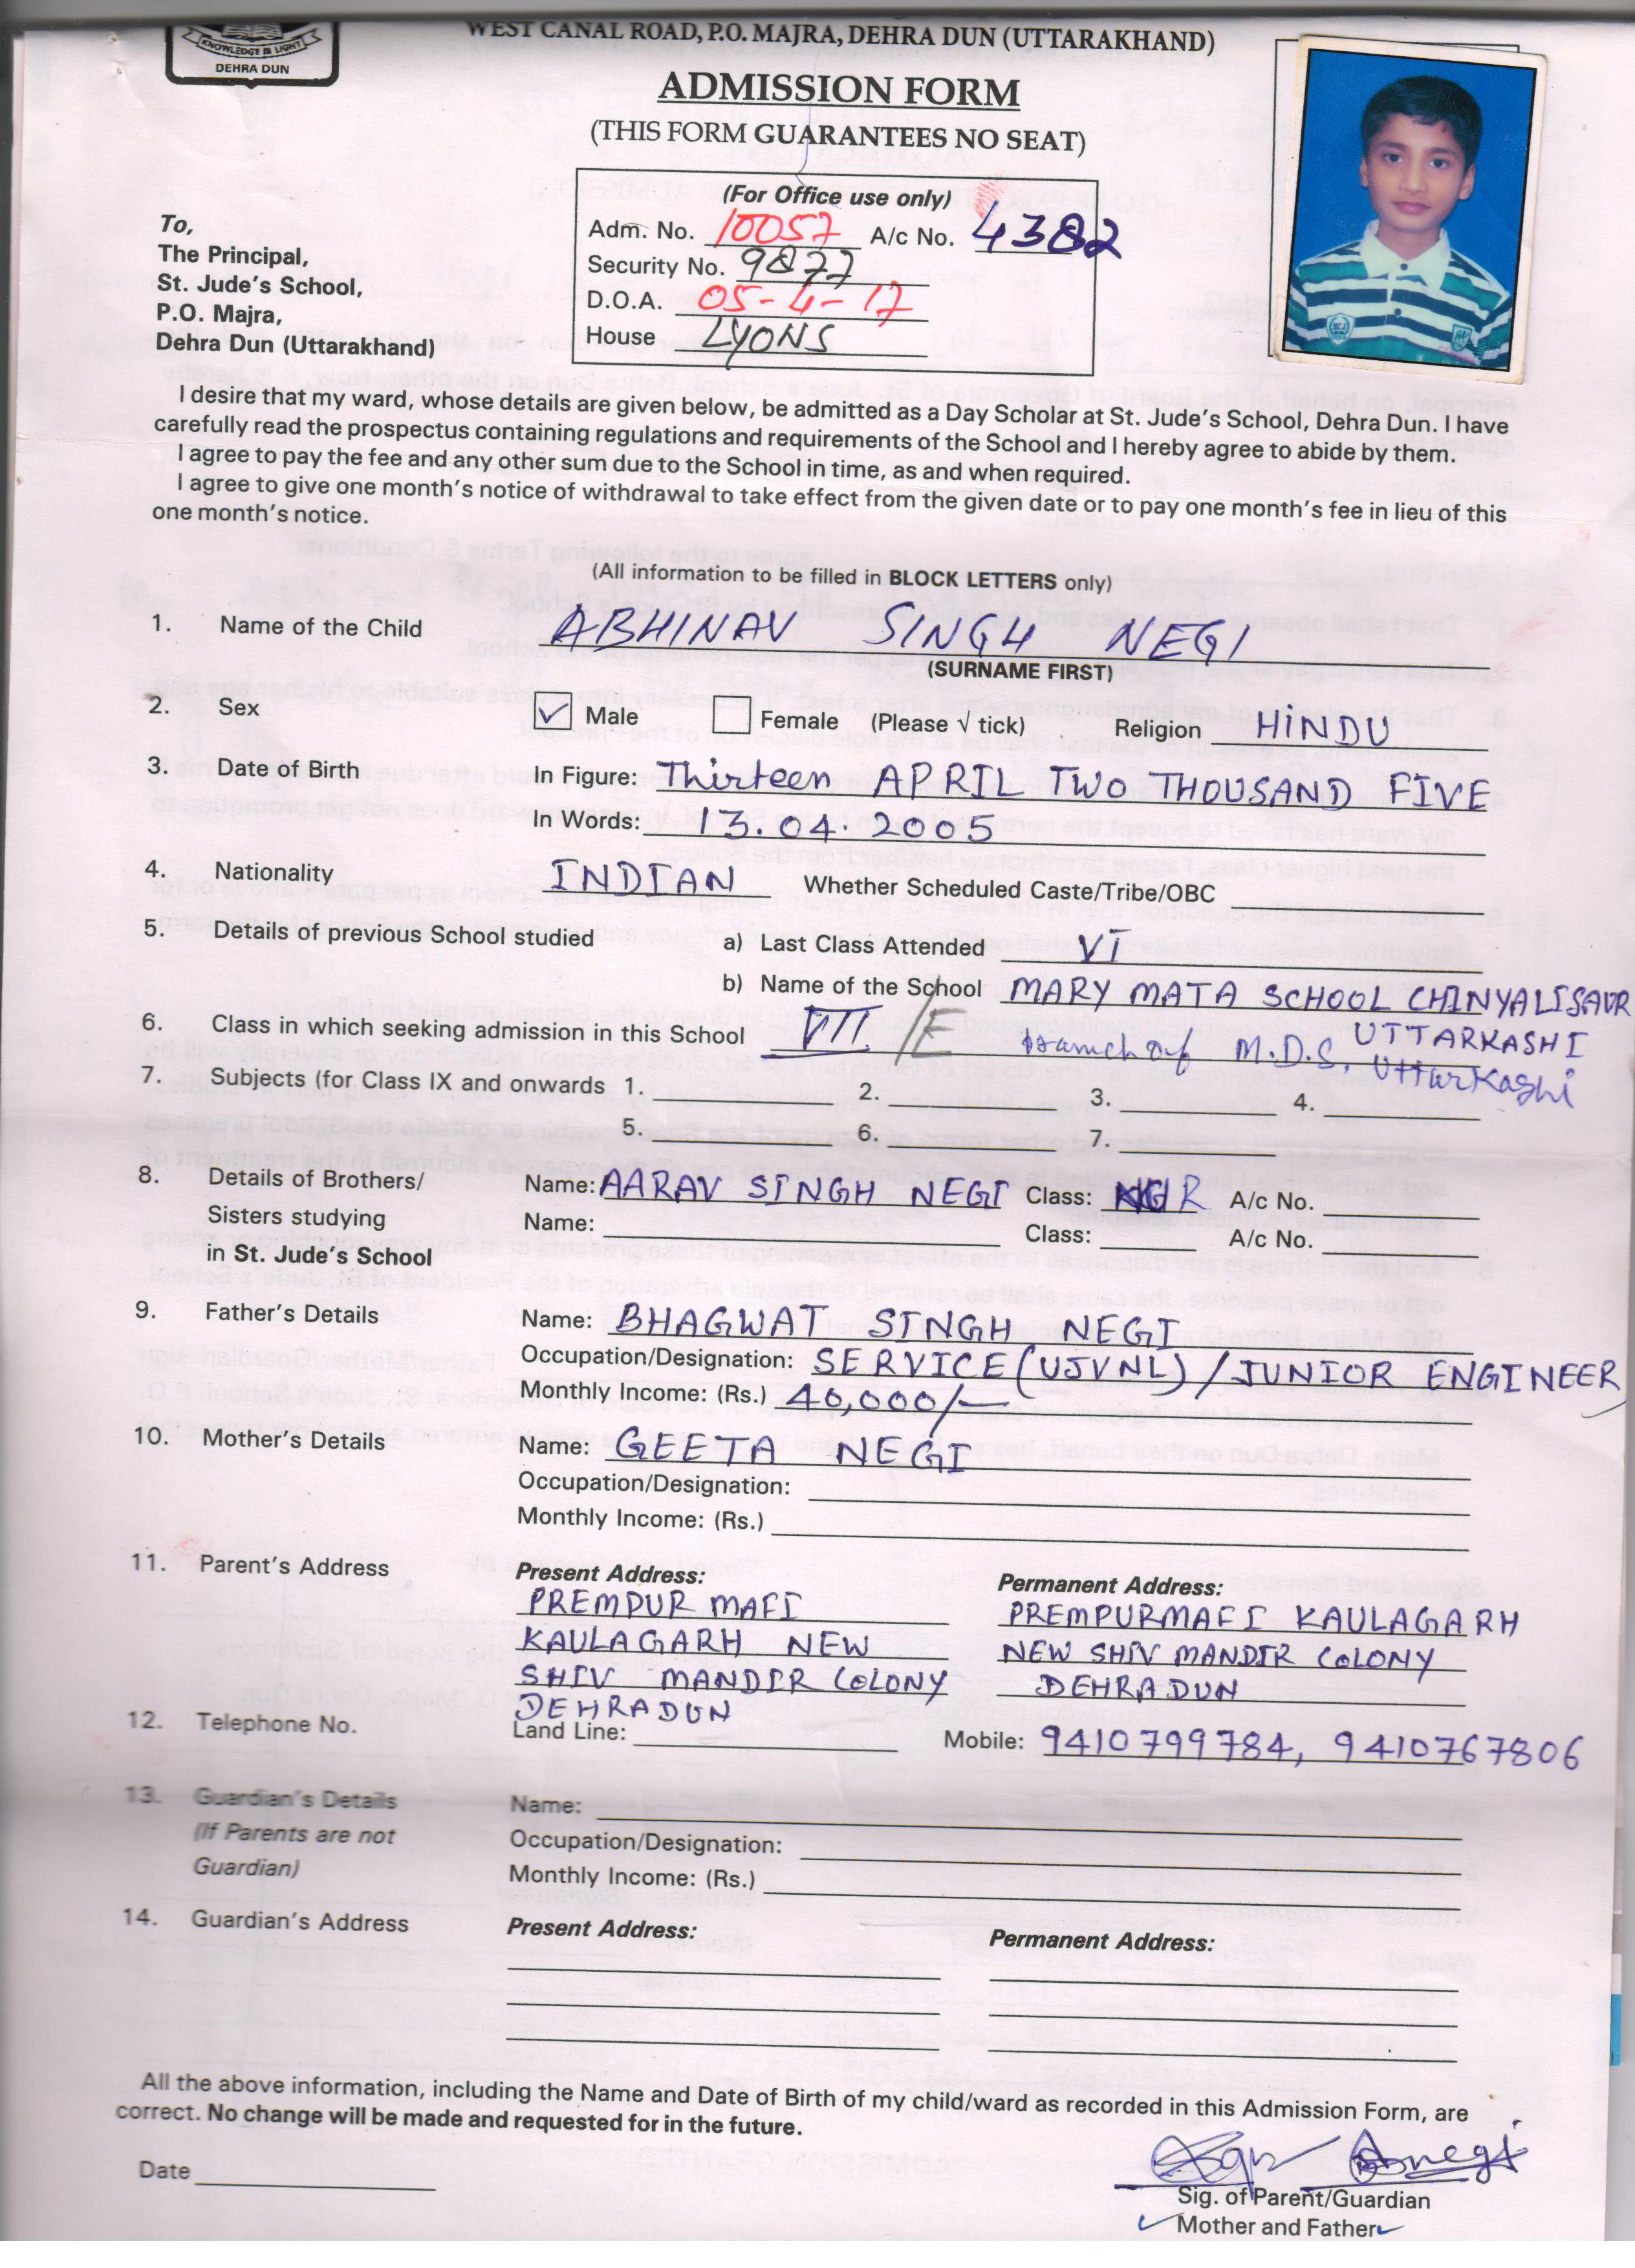 KNOWLEDGE IS LIGHT
DEHRA DUN
WEST CANAL ROAD, P.O. MAJRA, DEHRA DUN (UTTARAKHAND)
ADMISSION FORM
(THIS FORM GUARANTEES NO SEAT)
(For Office use only)
Adm. No. 10057 A/c No. 4382
Security No. 9877
D.O.A. 05-4-17
House LYONS
To,
The Principal,
St. Jude's School,
P.O. Majra,
Dehra Dun (Uttarakhand)
I desire that my ward, whose details are given below, be admitted as a Day Scholar at St. Jude's School, Dehra Dun. I have
carefully read the prospectus containing regulations and requirements of the School and I hereby agree to abide by them.
I agree to pay the fee and any other sum due to the School in time, as and when required.
I agree to give one month's notice of withdrawal to take effect from the given date or to pay one month's fee in lieu of this
one month's notice.
(All information to be filled in BLOCK LETTERS only)
1. Name of the Child ABHINAV SINGH NEGI
(SURNAME FIRST)
2. Sex ✓ Male Female (Please √ tick) Religion HINDU
3. Date of Birth In Figure: Thirteen APRIL TWO THOUSAND FIVE
In Words: 13.04.2005
4. Nationality INDIAN Whether Scheduled Caste/Tribe/OBC
5. Details of previous School studied a) Last Class Attended VI
b) Name of the School MARY MATA SCHOOL CHINYALISAUR
UTTARKASHI
6. Class in which seeking admission in this School VII /E branch of M.D.S. Uttarkashi
7. Subjects (for Class IX and onwards 1. 2. 3. 4.
5. 6. 7.
8. Details of Brothers/ Name: AARAV SINGH NEGI Class: R A/c No.
Sisters studying Name: Class: A/c No.
in St. Jude's School
9. Father's Details Name: BHAGWAT SINGH NEGI
Occupation/Designation: SERVICE (UJVNL) / JUNIOR ENGINEER
Monthly Income: (Rs.) 40,000/-
10. Mother's Details Name: GEETA NEGI
Occupation/Designation:
Monthly Income: (Rs.)
11. Parent's Address Present Address: Permanent Address:
PREMPUR MAFI PREMPURMAFI KAULAGARH
KAULAGARH NEW NEW SHIV MANDIR COLONY
SHIV MANDIR COLONY DEHRADUN
DEHRADUN
12. Telephone No. Land Line: Mobile: 9410799784, 9410767806
13. Guardian's Details Name:
(If Parents are not Occupation/Designation:
Guardian) Monthly Income: (Rs.)
14. Guardian's Address Present Address: Permanent Address:
All the above information, including the Name and Date of Birth of my child/ward as recorded in this Admission Form, are
correct. No change will be made and requested for in the future.
Date
Sig. of Parent/Guardian
Mother and Father